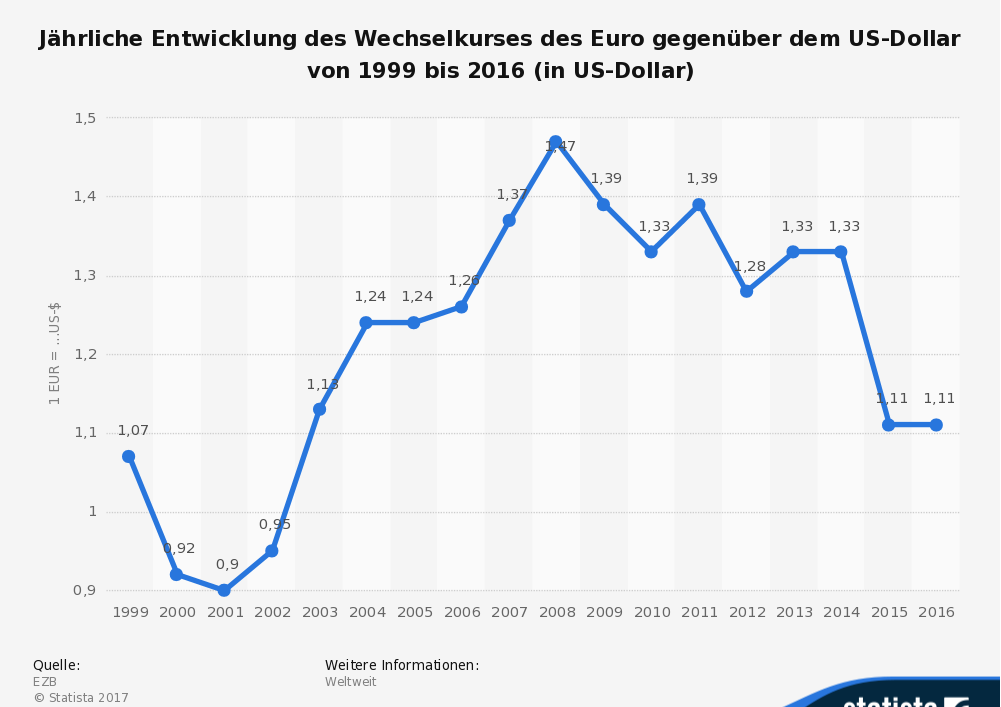 Jährliche Entwicklung des Wechselkurses des Euro gegenüber dem US-Dollar
von 1999 bis 2016 (in US-Dollar)
1 EUR = ...US-$
1,5
1,4
1,3
1,2
1,1
1
0,9
1,07
0,92
0,9
0,95
1,13
1,24
1,24
1,26
1,37
1,47
1,39
1,33
1,39
1,28
1,33
1,33
1,11
1,11
1999 2000 2001 2002 2003 2004 2005 2006 2007 2008 2009 2010 2011 2012 2013 2014 2015 2016
Quelle:
EZB
© Statista 2017
Weitere Informationen:
Weltweit
statista